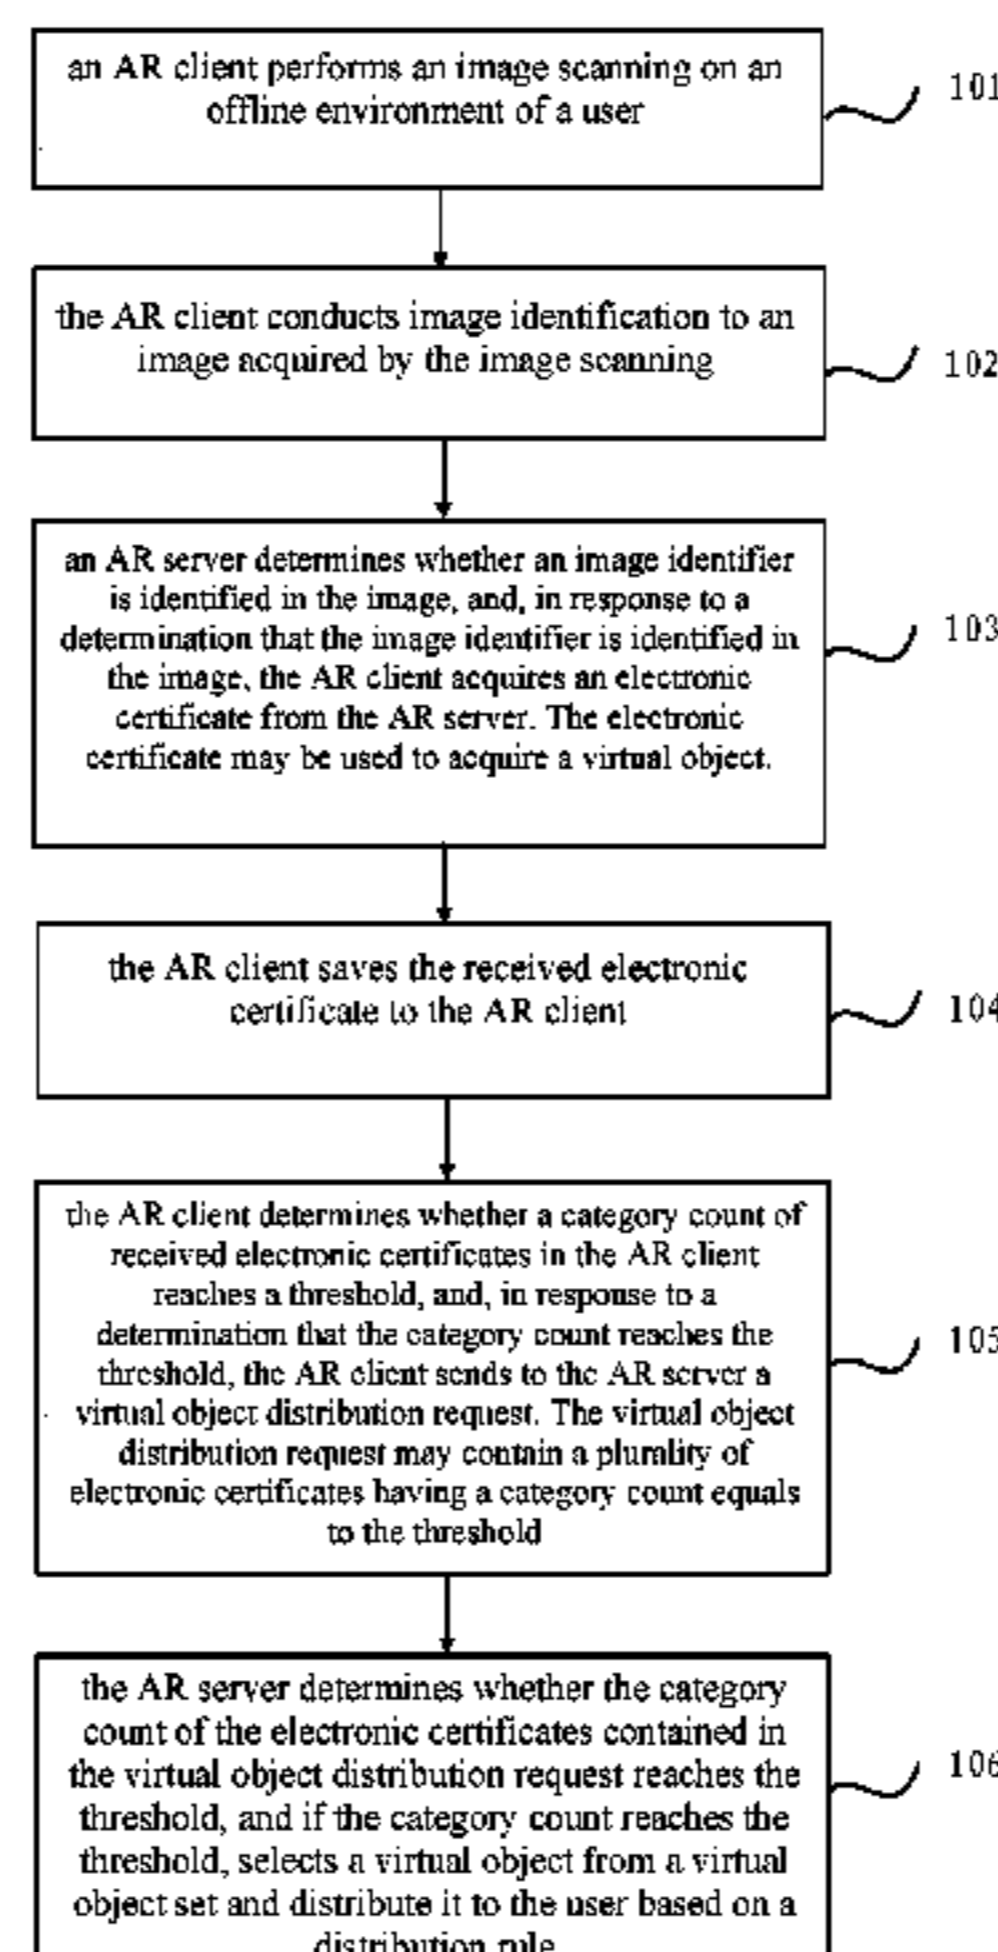 an AR client performs an image scanning on an
offline environment of a user
101
the AR client conducts image identification to an
image acquired by the image scanning
102
an AR server determines whether an image identifier
is identified in the image, and, in response to a
determination that the image identifier is identified in
the image, the AR client acquires an electronic
certificate from the AR server. The electronic
certificate may be used to acquire a virtual object.
103
the AR client saves the received electronic
certificate to the AR client
104
the AR client determines whether a category count of
received electronic certificates in the AR client
reaches a threshold, and, in response to a
determination that the category count reaches the
threshold, the AR client sends to the AR server a
virtual object distribution request. The virtual object
distribution request may contain a plurality of
electronic certificates having a category count equals
to the threshold
105
the AR server determines whether the category
count of the electronic certificates contained in
the virtual object distribution request reaches the
threshold, and if the category count reaches the
threshold, selects a virtual object from a virtual
object set and distribute it to the user based on a
distribution rule
106